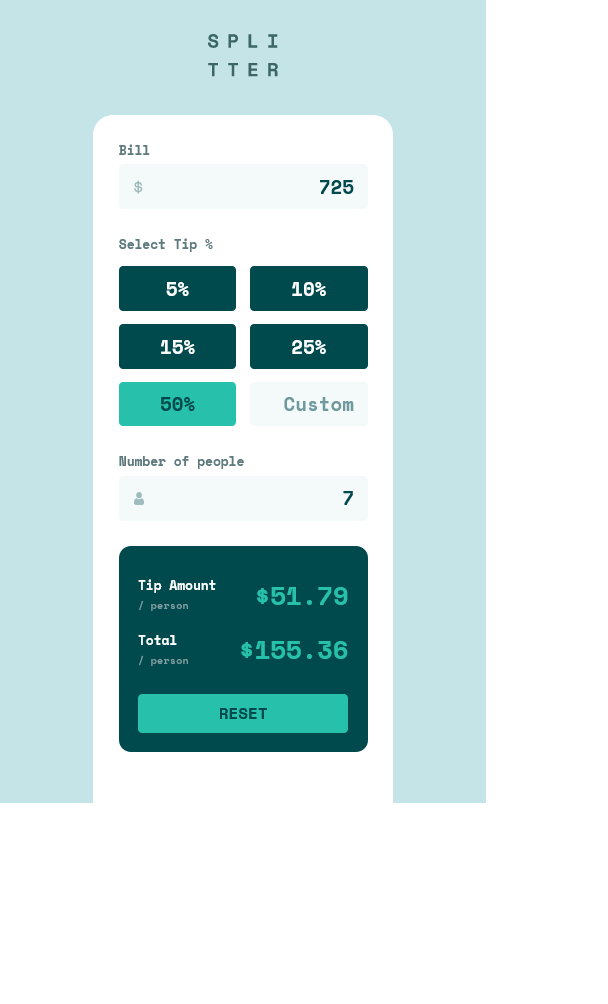 SPLI
TTER
Bill
$ 725
Select Tip %
5% 10%
15% 25%
50% Custom
Number of people
7
Tip Amount
/ person
$51.79
Total
/ person
$155.36
RESET